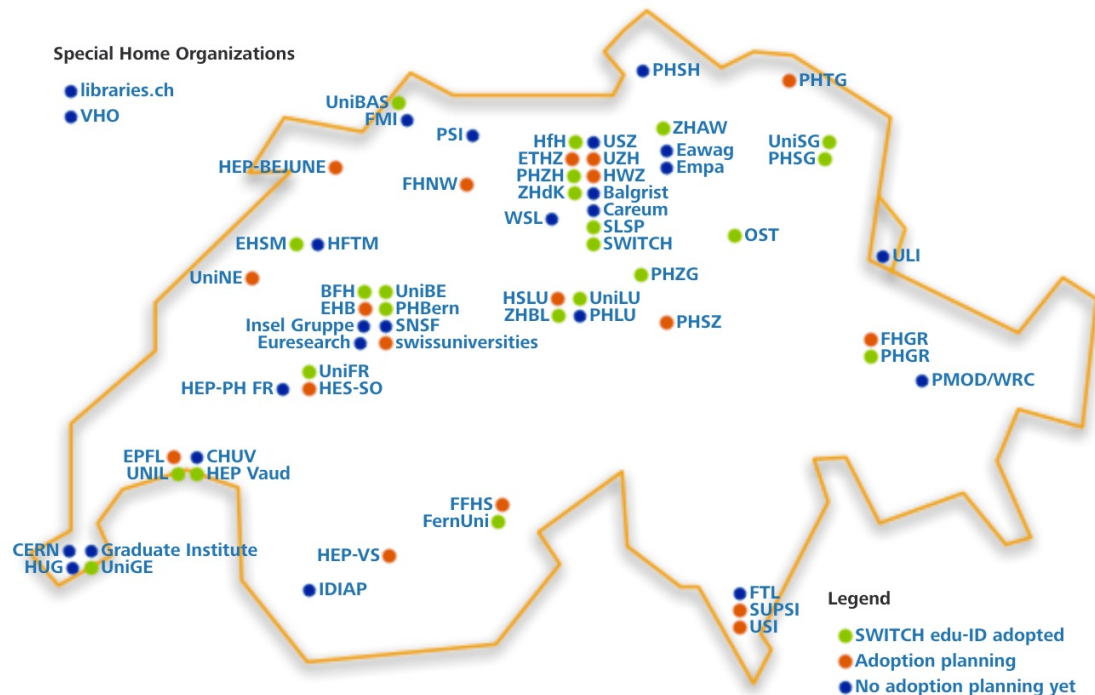 Special Home Organizations
libraries.ch
VHO
PHSH
PHTG
UniBAS
FMI
PSI
HfH USZ
ZHAW
UniSG
ETHZ UZH
Eawag
PHSG
HEP-BEJUNE
PHZH HWZ
Empa
FHNW
ZHdK Balgrist
Careum
WSL
SLSP
OST
EHSM HFTM
SWITCH
ULI
UniNE
PHZG
BFH UniBE
HSLU UniLU
EHB PHBern
ZHBL PHLU
PHSZ
Insel Gruppe SNSF
Euresearch swissuniversities
FHGR
PHGR
UniFR
HEP-PH FR HES-SO
PMOD/WRC
EPFL CHUV
UNIL HEP Vaud
FFHS
FernUni
CERN Graduate Institute
HEP-VS
HUG UniGE
IDIAP
FTL
SUPSI
USI
Legend
SWITCH edu-ID adopted
Adoption planning
No adoption planning yet